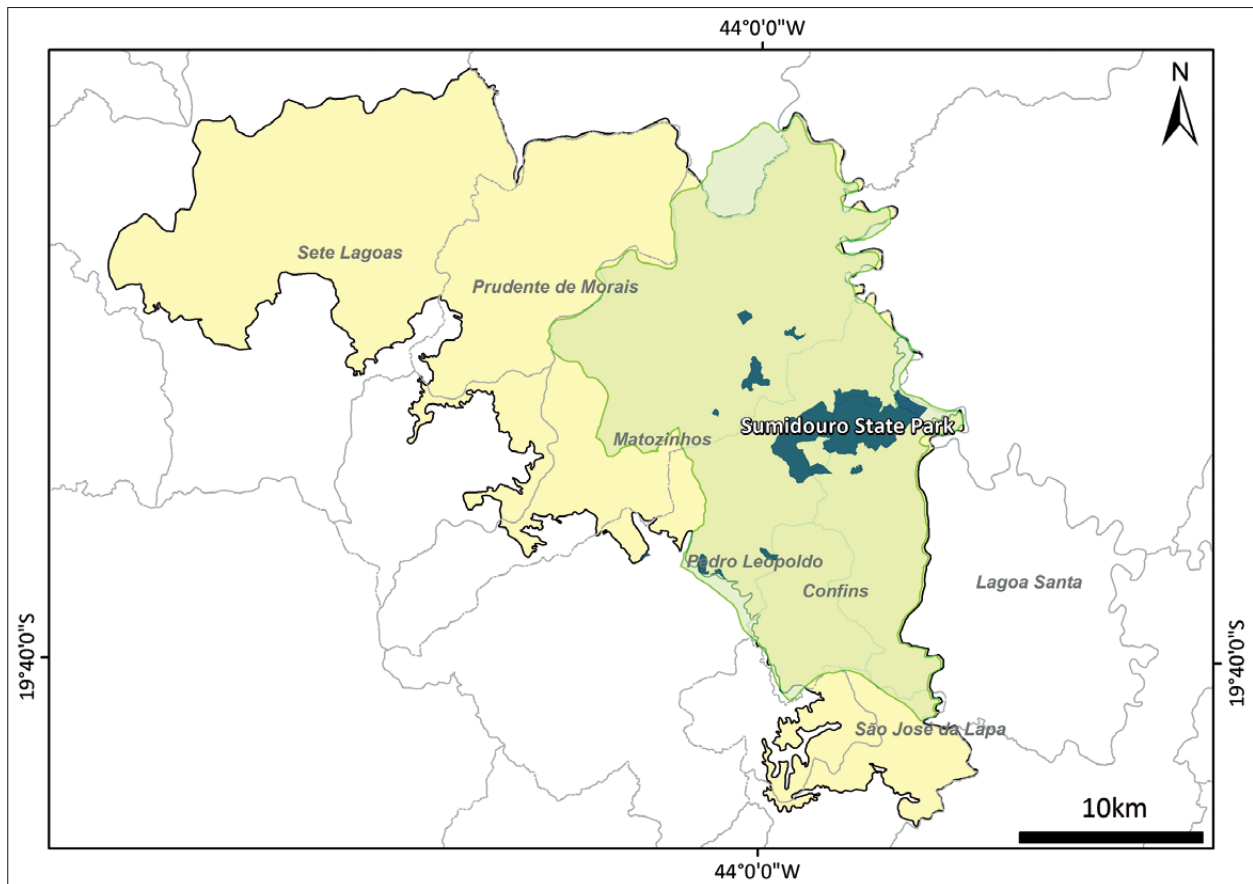 44°0'0"W
N
Sete Lagoas
Prudente de Morais
Sumidouro State Park
Matozinhos
Pedro Leopoldo
Confins
Lagoa Santa
19°40'0"S
19°40'0"S
São José da Lapa
10km
44°0'0"W